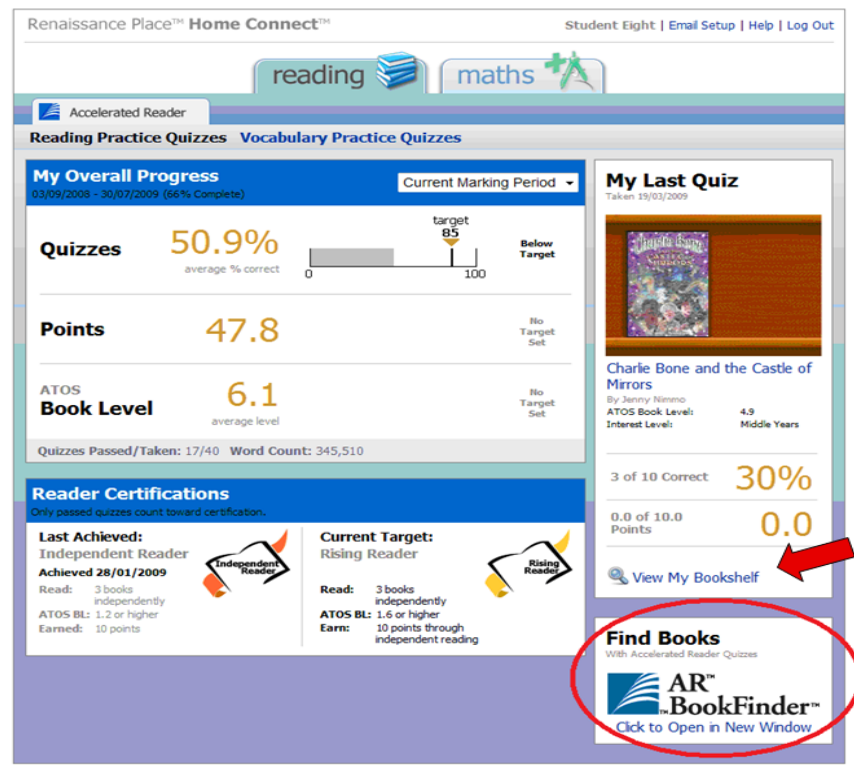 Renaissance Place™ Home Connect™
Student Eight | Email Setup | Help | Log Out
reading
maths
Accelerated Reader
Reading Practice Quizzes Vocabulary Practice Quizzes
My Overall Progress
03/09/2008 - 30/07/2009 (66% Complete)
Current Marking Period
Quizzes
50.9%
average % correct
target
85
0
100
Below
Target
Points
47.8
No
Target
Set
ATOS
Book Level
6.1
average level
No
Target
Set
Quizzes Passed/Taken: 17/40 Word Count: 345,510
Reader Certifications
Only passed quizzes count toward certification.
Last Achieved:
Independent Reader
Achieved 28/01/2009
Read: 3 books
independently
ATOS BL: 1.2 or higher
Earned: 10 points
Independent
Reader
Current Target:
Rising Reader
Read: 3 books
independently
ATOS BL: 1.6 or higher
Earn: 10 points through
independent reading
Rising
Reader
My Last Quiz
Taken 19/03/2009
Charlie Bone
CASTLE OF
MIRRORS
Charlie Bone and the Castle of
Mirrors
By Jenny Nimmo
ATOS Book Level: 4.9
Interest Level: Middle Years
3 of 10 Correct
30%
0.0 of 10.0
Points
0.0
View My Bookshelf
Find Books
With Accelerated Reader Quizzes
AR™
™BookFinder™
Click to Open in New Window